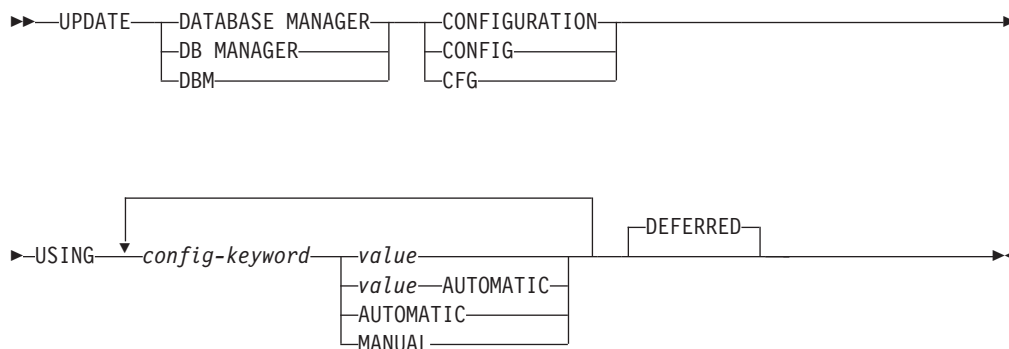 UPDATE DATABASE MANAGER CONFIGURATION
DB MANAGER CONFIG
DBM CFG
DEFERRED
USING config-keyword value
value AUTOMATIC
AUTOMATIC
MANUAL